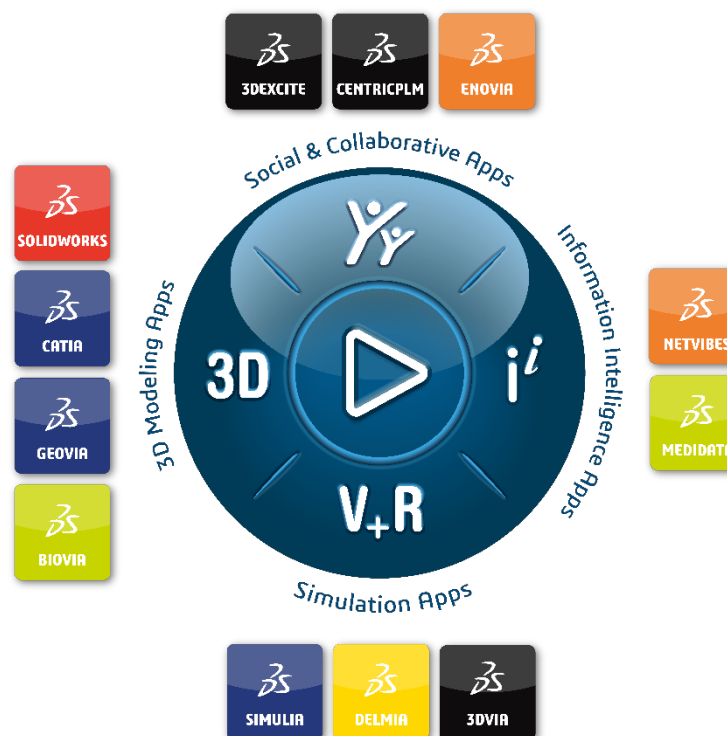 3DEXCITE
CENTRICPLM
ENOVIA
Social & Collaborative Apps
SOLIDWORKS
CATIA
GEOVIA
BIOVIA
3D Modeling Apps
3D
i i
V+R
Information Intelligence Apps
NETVIBES
MEDIDATA
Simulation Apps
SIMULIA
DELMIA
3DVIA